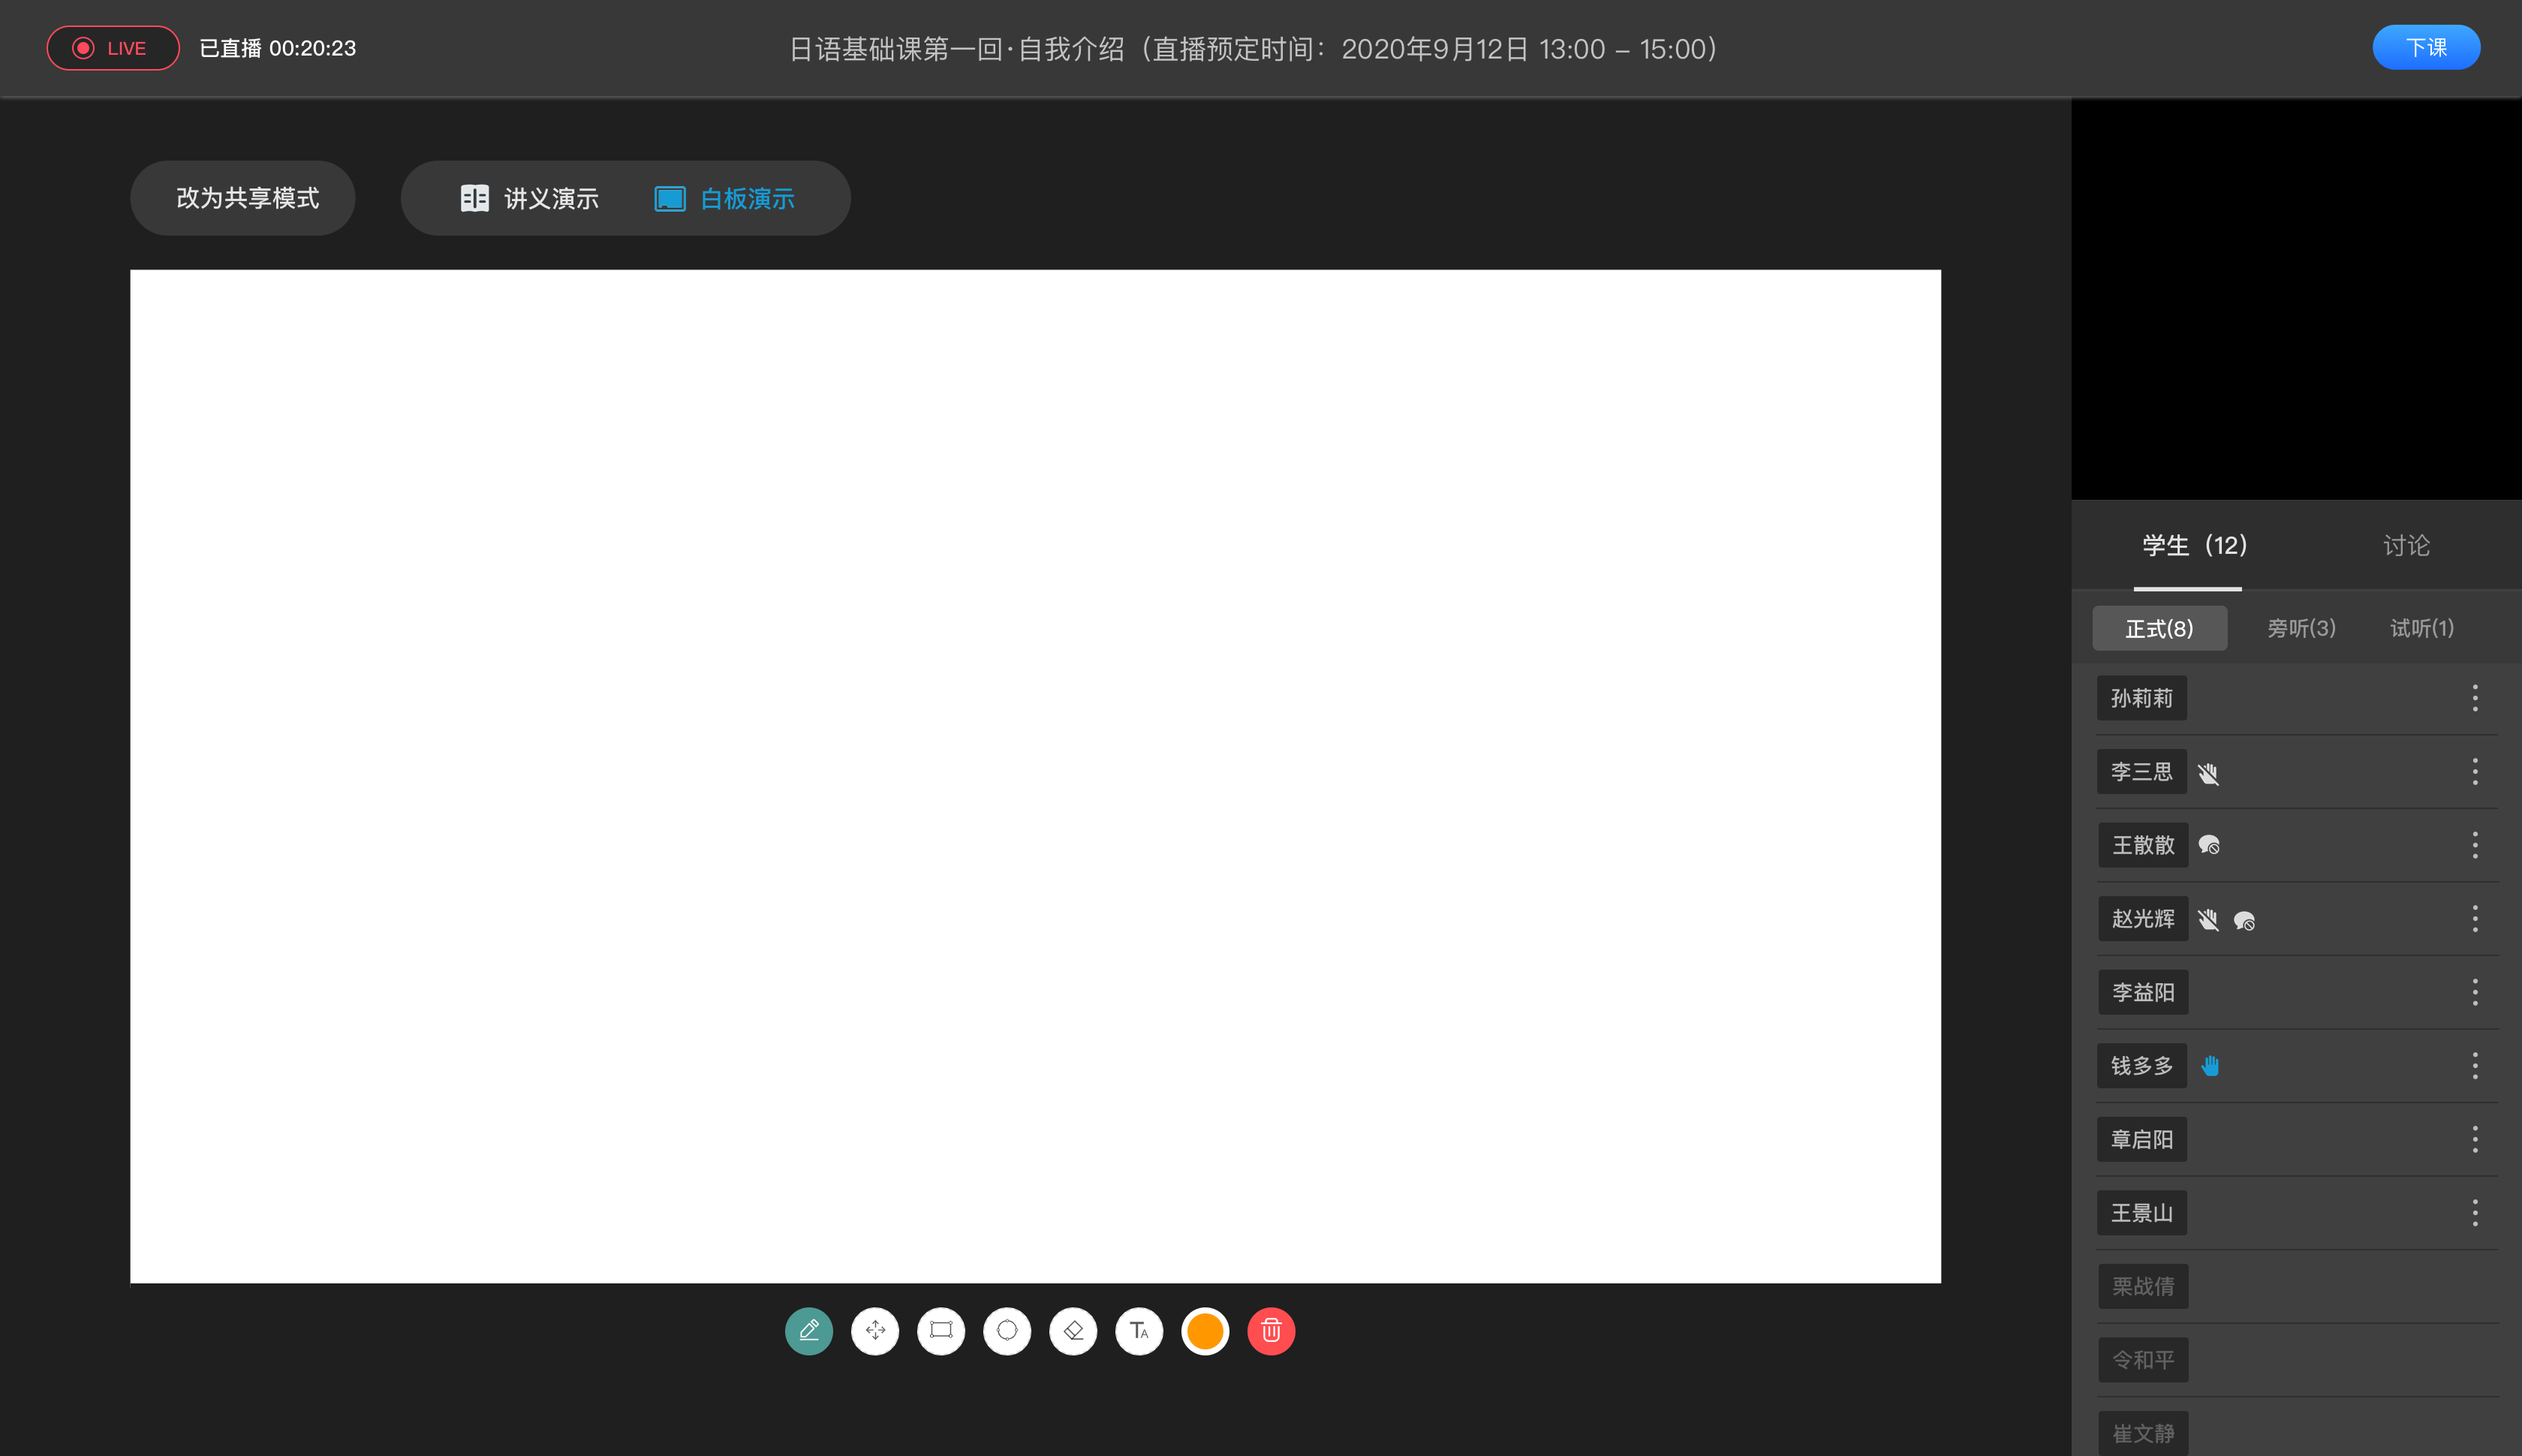 LIVE 已直播 00:20:23
日语基础课第一回·自我介绍（直播预定时间：2020年9月12日 13:00 – 15:00）
下课
改为共享模式
讲义演示 白板演示
学生（12） 讨论
正式(8) 旁听(3) 试听(1)
孙莉莉
李三思
王散散
赵光辉
李益阳
钱多多
章启阳
王景山
栗战倩
令和平
崔文静
TA